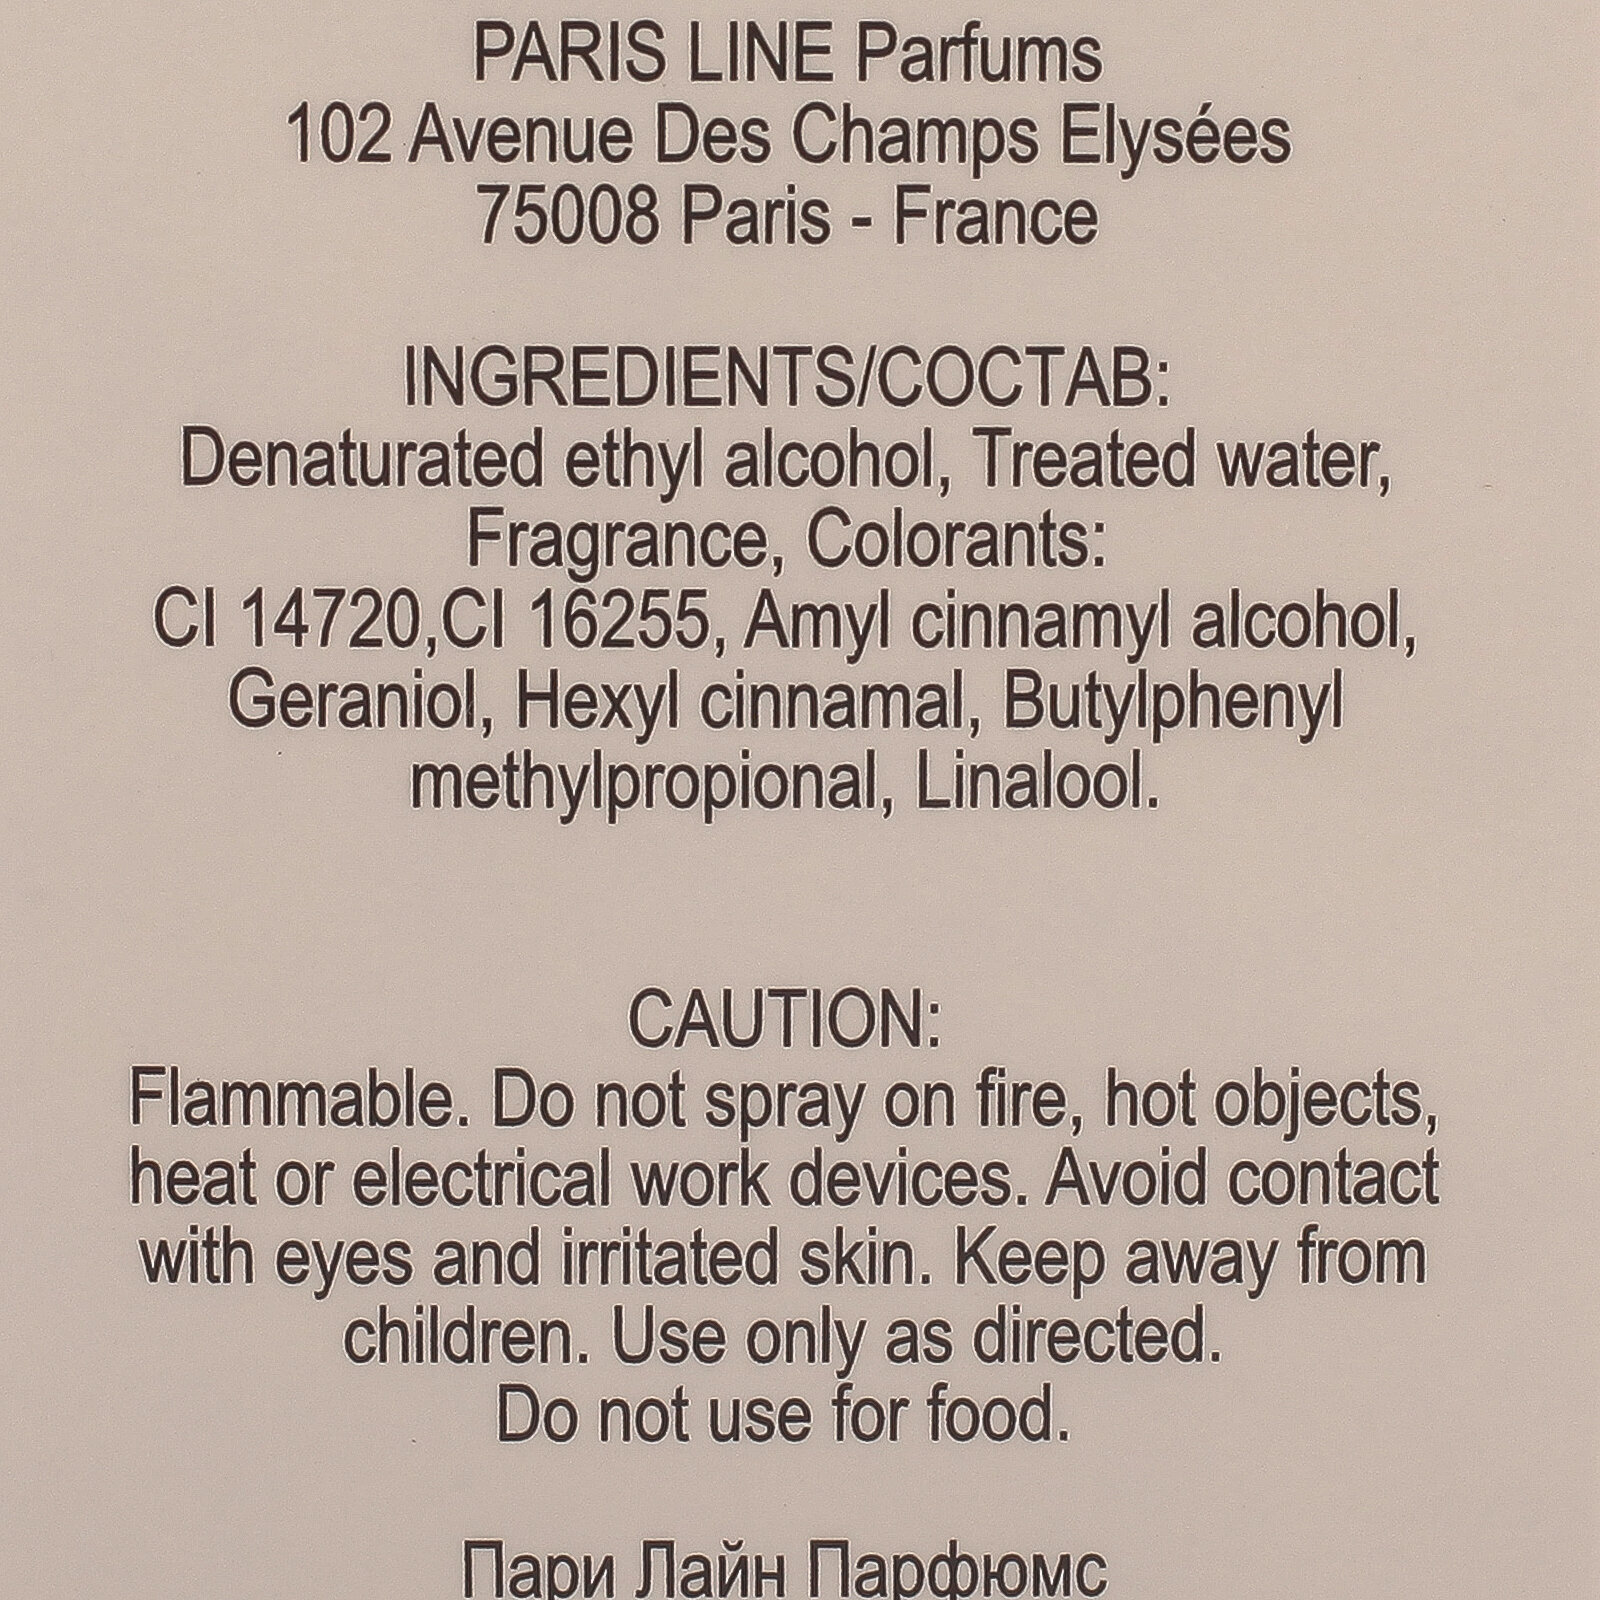 PARIS LINE Parfums
102 Avenue Des Champs Elysées
75008 Paris - France
INGREDIENTS/СОСТАВ:
Denaturated ethyl alcohol, Treated water,
Fragrance, Colorants:
CI 14720,CI 16255, Amyl cinnamyl alcohol,
Geraniol, Hexyl cinnamal, Butylphenyl
methylpropional, Linalool.
CAUTION:
Flammable. Do not spray on fire, hot objects,
heat or electrical work devices. Avoid contact
with eyes and irritated skin. Keep away from
children. Use only as directed.
Do not use for food.
Пари Лайн Парфюмс